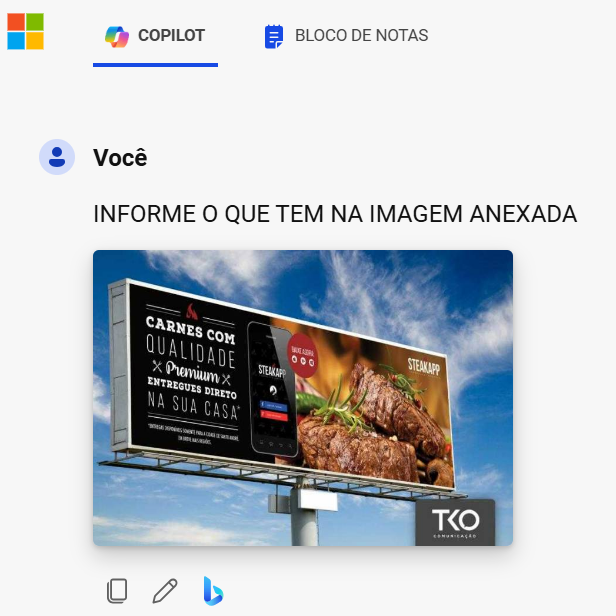 COPILOT
BLOCO DE NOTAS
Você
INFORME O QUE TEM NA IMAGEM ANEXADA
CARNES COM
QUALIDADE
Premium
ENTREGUES DIRETO
NA SUA CASA*
STEAKAPP
BAIXE AGORA
STEAKAPP
TKO
COMUNICAÇÃO